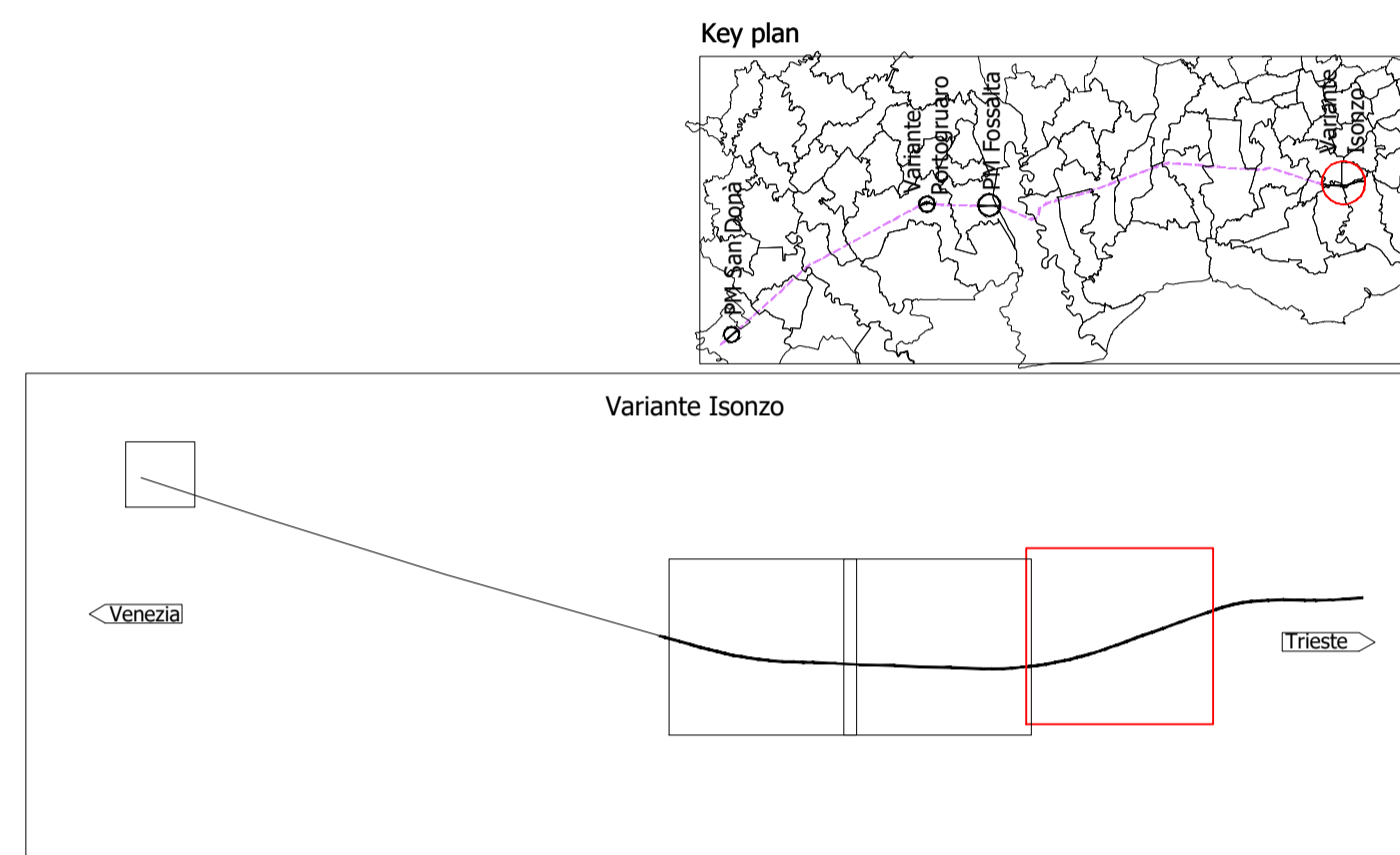 Key plan
PM San Donà
Variante
Portogruaro
PM Fossalta
Variante
Isonzo
Variante Isonzo
Venezia
Trieste